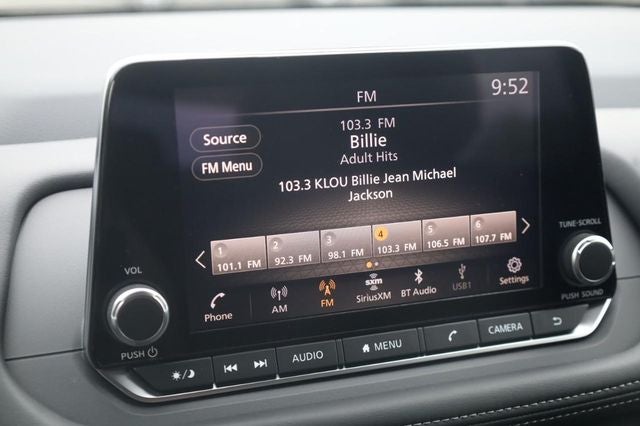 FM
9:52
Source
FM Menu
103.3 FM
Billie
Adult Hits
103.3 KLOU Billie Jean Michael
Jackson
1
101.1 FM
2
92.3 FM
3
98.1 FM
4
103.3 FM
5
106.5 FM
6
107.7 FM
Phone
AM
FM
sxm
SiriusXM
BT Audio
USB1
Settings
VOL
PUSH
TUNE-SCROLL
PUSH SOUND
AUDIO
MENU
CAMERA